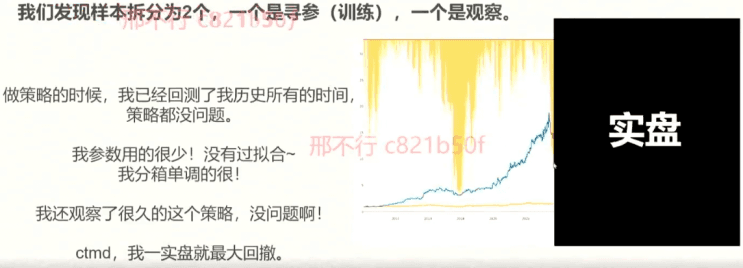 我们发现样本拆分为2个，一个是寻参（训练），一个是观察。
邢不行 c821b50f
做策略的时候，我已经回测了我历史所有的时间，
策略都没问题。
邢不行 c821b50f
我参数用的很少！没有过拟合~
我分箱单调的很！
我还观察了很久的这个策略，没问题啊！
ctmd，我一实盘就最大回撤。
实盘